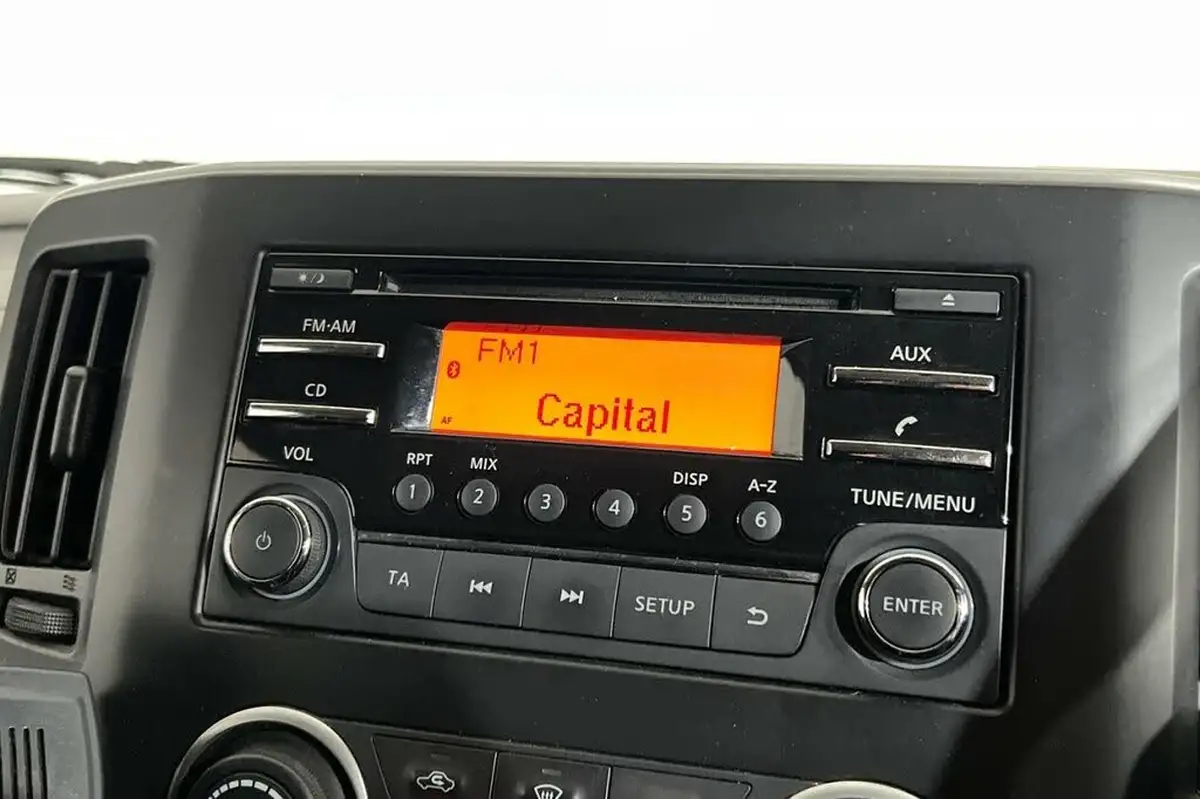 FM·AM
CD
VOL
FM1
AF
Capital
AUX
RPT
MIX
DISP
A-Z
1
2
3
4
5
6
TUNE/MENU
TA
SETUP
ENTER